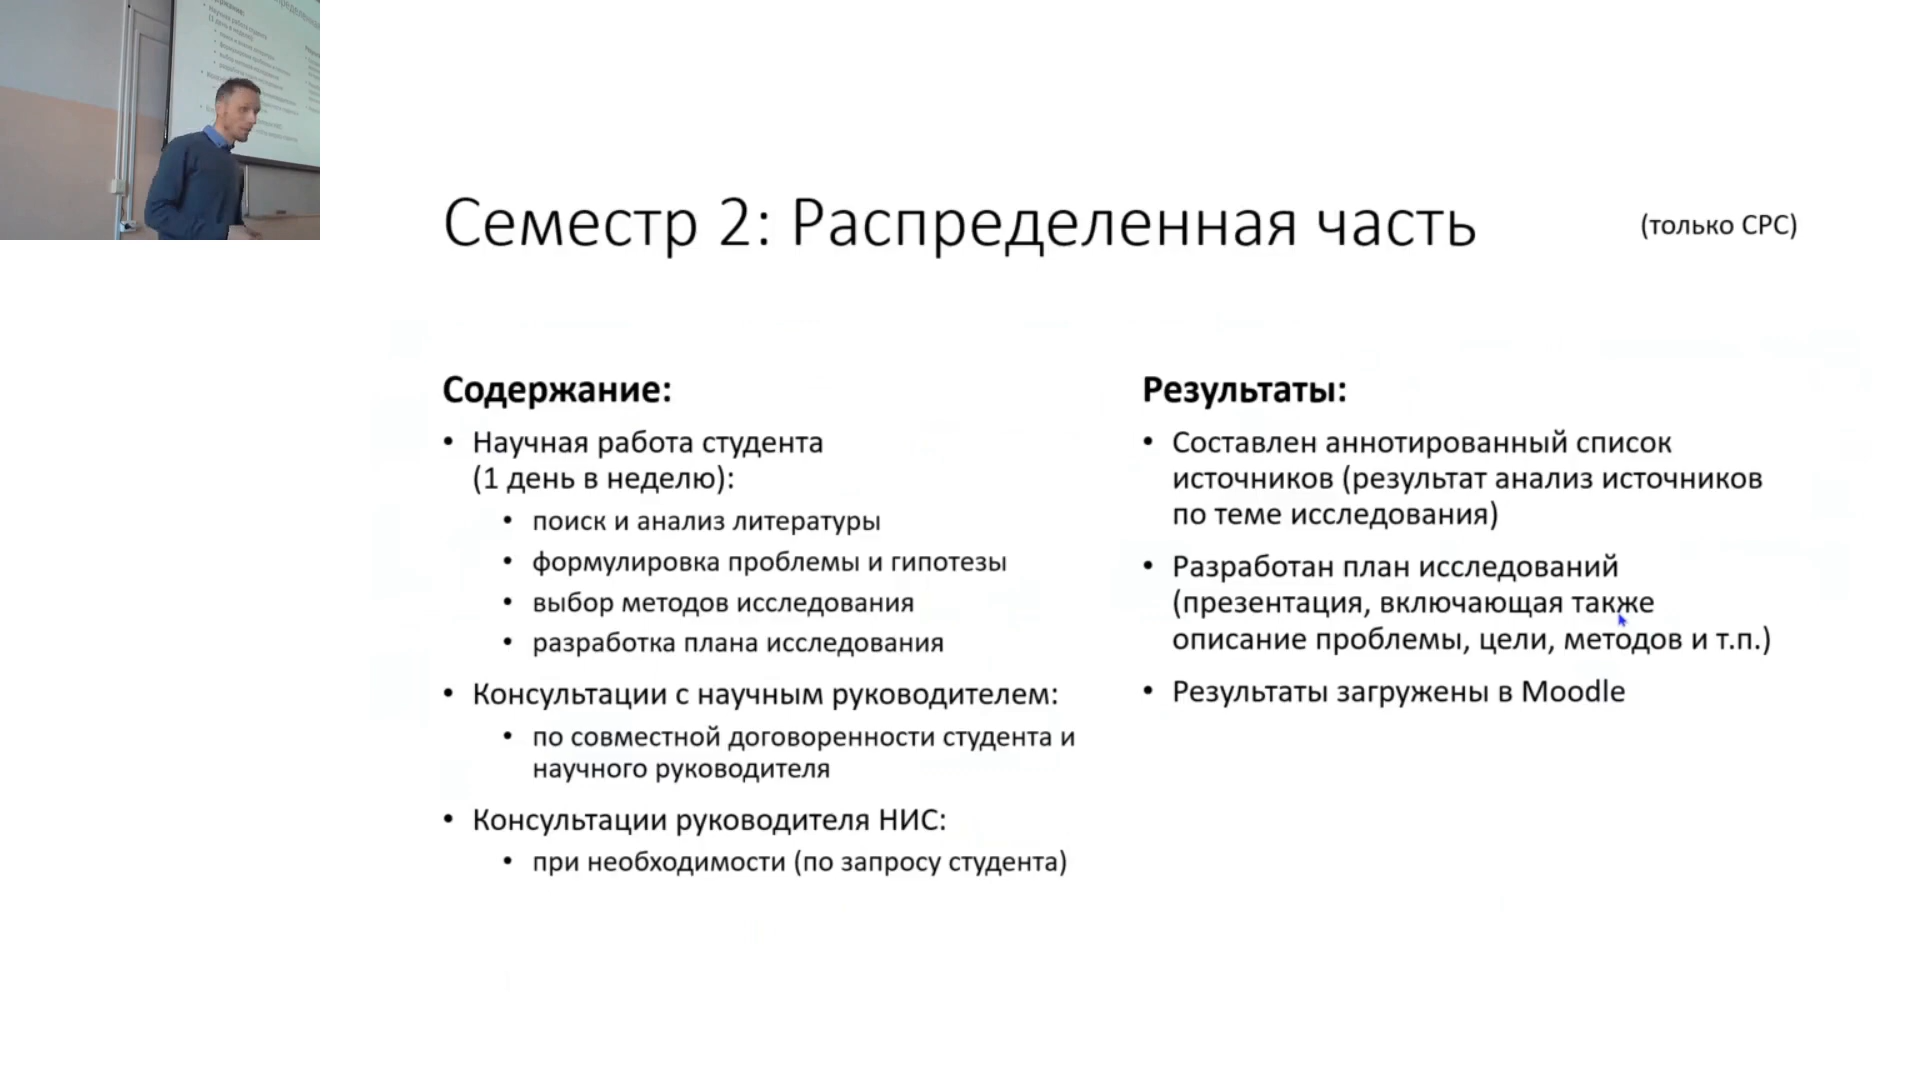 Семестр 2: Распределенная часть
(только СРС)
Содержание:
• Научная работа студента
(1 день в неделю):
• поиск и анализ литературы
• формулировка проблемы и гипотезы
• выбор методов исследования
• разработка плана исследования
• Консультации с научным руководителем:
• по совместной договоренности студента и
научного руководителя
• Консультации руководителя НИС:
• при необходимости (по запросу студента)
Результаты:
• Составлен аннотированный список
источников (результат анализ источников
по теме исследования)
• Разработан план исследований
(презентация, включающая также
описание проблемы, цели, методов и т.п.)
• Результаты загружены в Moodle